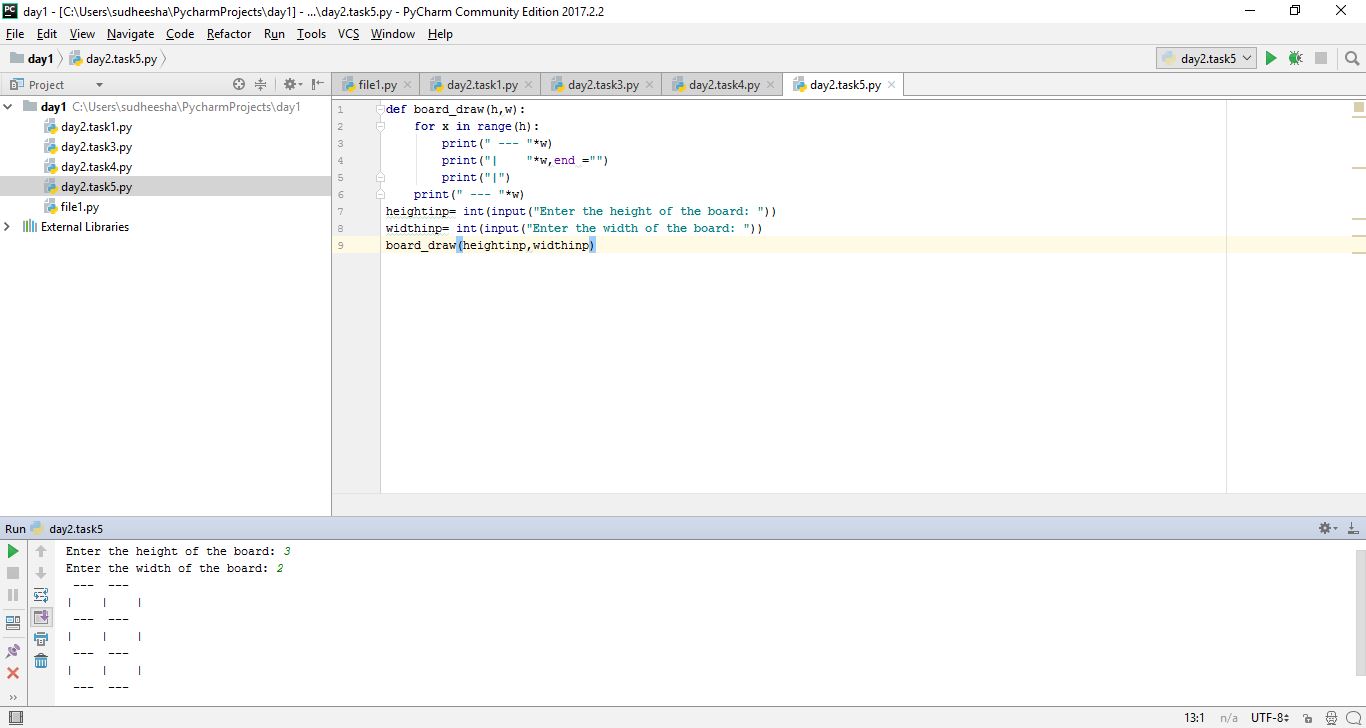 day1 - [C:\Users\sudheesha\PycharmProjects\day1] - ...\day2.task5.py - PyCharm Community Edition 2017.2.2
File Edit View Navigate Code Refactor Run Tools VCS Window Help
day1 day2.task5.py day2.task5
Project file1.py day2.task1.py day2.task3.py day2.task4.py day2.task5.py
day1 C:\Users\sudheesha\PycharmProjects\day1
day2.task1.py
day2.task3.py
day2.task4.py
day2.task5.py
file1.py
External Libraries
1 def board_draw(h,w):
2     for x in range(h):
3         print(" --- "*w)
4         print("|    "*w,end ="")
5         print("|")
6     print(" --- "*w)
7 heightinp= int(input("Enter the height of the board: "))
8 widthinp= int(input("Enter the width of the board: "))
9 board_draw(heightinp,widthinp)
Run day2.task5
Enter the height of the board: 3
Enter the width of the board: 2
 ---  --- 
|    |    |
 ---  --- 
|    |    |
 ---  --- 
|    |    |
 ---  --- 
13:1 n/a UTF-8